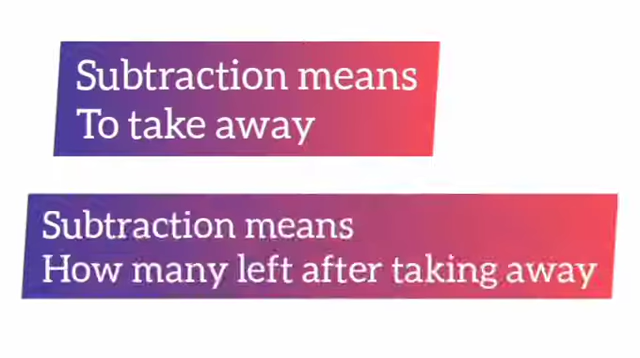 Subtraction means
To take away
Subtraction means
How many left after taking away